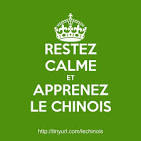 RESTEZ
CALME
ET
APPRENEZ
LE CHINOIS
http://tinyurl.com/lechinois